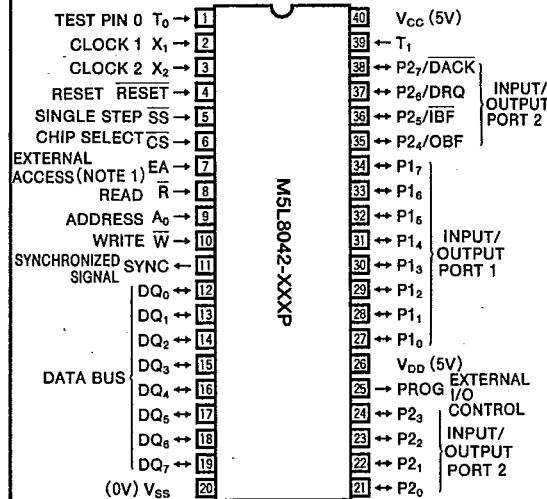 TEST PIN 0 T₀ → 1
CLOCK 1 X₁ → 2
CLOCK 2 X₂ → 3
RESET R̅E̅S̅E̅T̅ → 4
SINGLE STEP S̅S̅ → 5
CHIP SELECT C̅S̅ → 6
EXTERNAL
ACCESS (NOTE 1) EA → 7
READ R̅ → 8
ADDRESS A₀ → 9
WRITE W̅ → 10
SYNCHRONIZED
SIGNAL SYNC ← 11
DATA BUS
DQ₀ ↔ 12
DQ₁ ↔ 13
DQ₂ ↔ 14
DQ₃ ↔ 15
DQ₄ ↔ 16
DQ₅ ↔ 17
DQ₆ ↔ 18
DQ₇ ↔ 19
(0V) Vss 20
M5L8042-XXXP
40 Vcc (5V)
39 ← T₁
38 ↔ P2₇/D̅A̅C̅K̅
37 ↔ P2₆/DRQ
36 ↔ P2₅/I̅B̅F̅
35 ↔ P2₄/OBF
INPUT/
OUTPUT
PORT 2
34 ↔ P1₇
33 ↔ P1₆
32 ↔ P1₅
31 ↔ P1₄
30 ↔ P1₃
29 ↔ P1₂
28 ↔ P1₁
27 ↔ P1₀
INPUT/
OUTPUT
PORT 1
26 VDD (5V)
25 → PROG EXTERNAL
I/O
CONTROL
24 ↔ P2₃
23 ↔ P2₂
22 ↔ P2₁
21 ↔ P2₀
INPUT/
OUTPUT
PORT 2